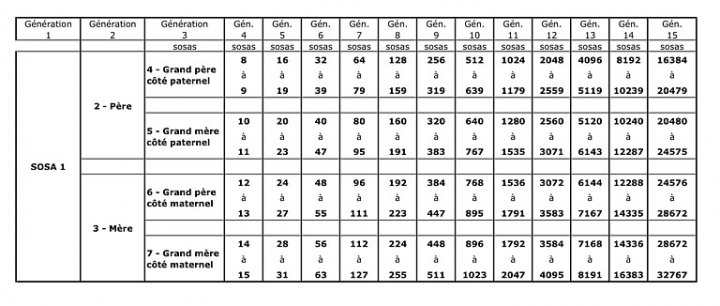 Génération Génération Génération Gén. Gén. Gén. Gén. Gén. Gén. Gén. Gén. Gén. Gén. Gén. Gén.
1 2 3 4 5 6 7 8 9 10 11 12 13 14 15
sosas sosas sosas sosas sosas sosas sosas sosas sosas sosas sosas sosas sosas
SOSA 1
2 - Père
4 - Grand père 8 16 32 64 128 256 512 1024 2048 4096 8192 16384
côté paternel à à à à à à à à à à à à
9 19 39 79 159 319 639 1179 2559 5119 10239 20479
5 - Grand mère 10 20 40 80 160 320 640 1280 2560 5120 10240 20480
côté paternel à à à à à à à à à à à à
11 23 47 95 191 383 767 1535 3071 6143 12287 24575
3 - Mère
6 - Grand père 12 24 48 96 192 384 768 1536 3072 6144 12288 24576
côté maternel à à à à à à à à à à à à
13 27 55 111 223 447 895 1791 3583 7167 14335 28672
7 - Grand mère 14 28 56 112 224 448 896 1792 3584 7168 14336 28672
côté maternel à à à à à à à à à à à à
15 31 63 127 255 511 1023 2047 4095 8191 16383 32767